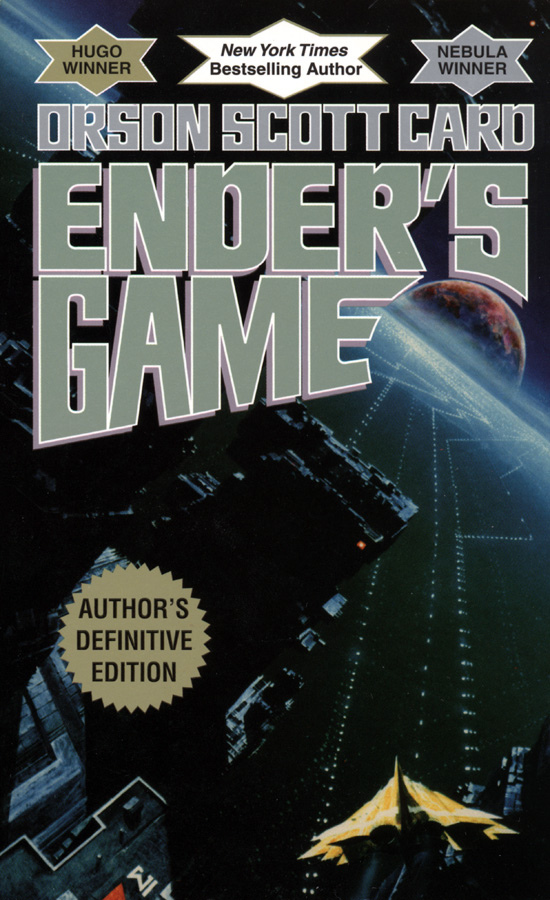 HUGO
WINNER
New York Times
Bestselling Author
NEBULA
WINNER
ORSON SCOTT CARD
ENDER'S
GAME
AUTHOR'S
DEFINITIVE
EDITION